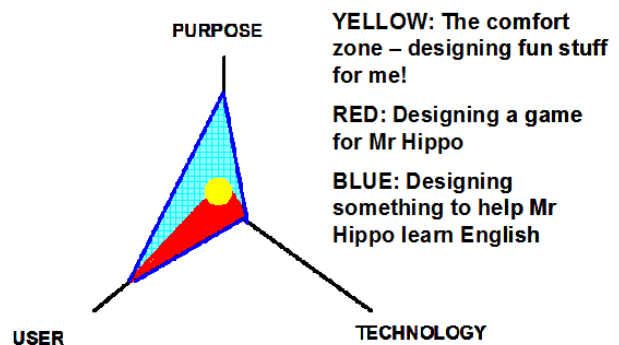 PURPOSE
YELLOW: The comfort
zone – designing fun stuff
for me!
RED: Designing a game
for Mr Hippo
BLUE: Designing
something to help Mr
Hippo learn English
USER
TECHNOLOGY